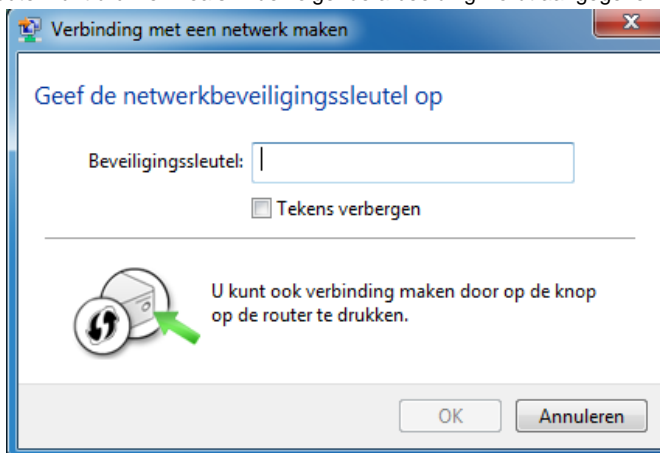 Verbinding met een netwerk maken
Geef de netwerkbeveiligingssleutel op
Beveiligingssleutel:
Tekens verbergen
U kunt ook verbinding maken door op de knop
op de router te drukken.
OK
Annuleren